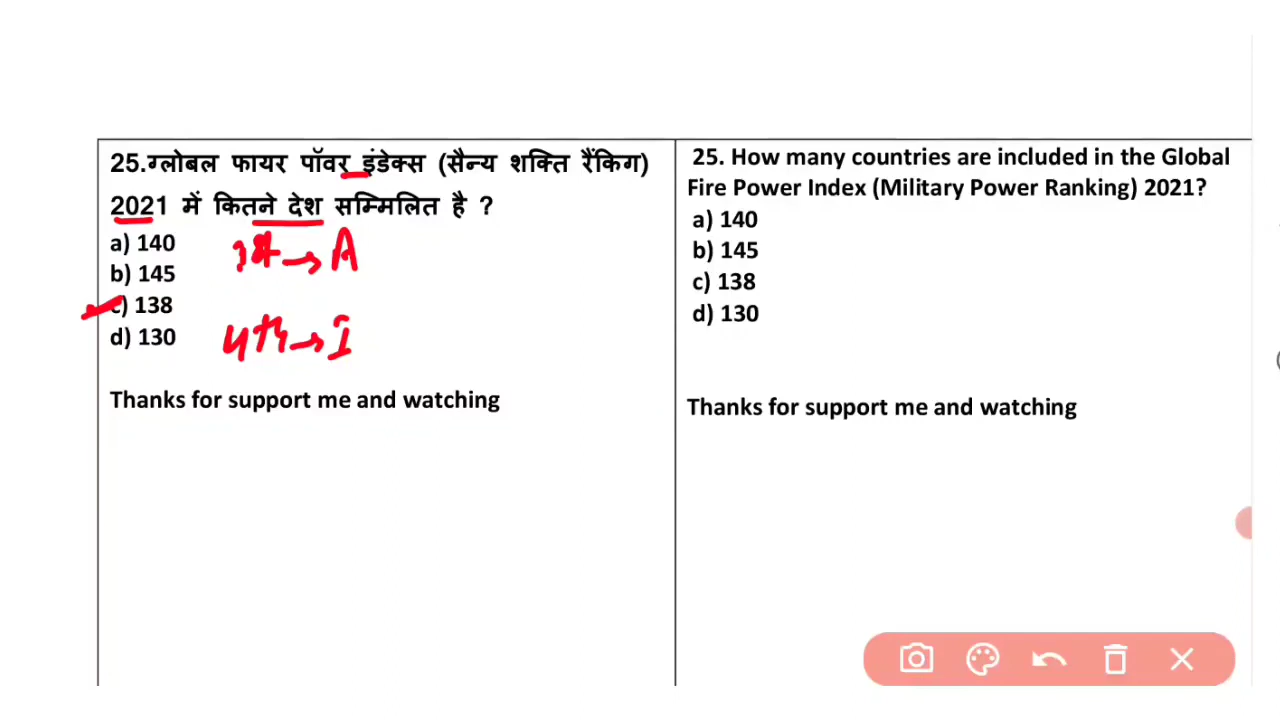 25.ग्लोबल फायर पॉवर इंडेक्स (सैन्य शक्ति रैंकिग)
2021 में कितने देश सम्मिलित है ?
a) 140
b) 145
c) 138
d) 130
1st → A
4th → I
Thanks for support me and watching
25. How many countries are included in the Global
Fire Power Index (Military Power Ranking) 2021?
a) 140
b) 145
c) 138
d) 130
Thanks for support me and watching